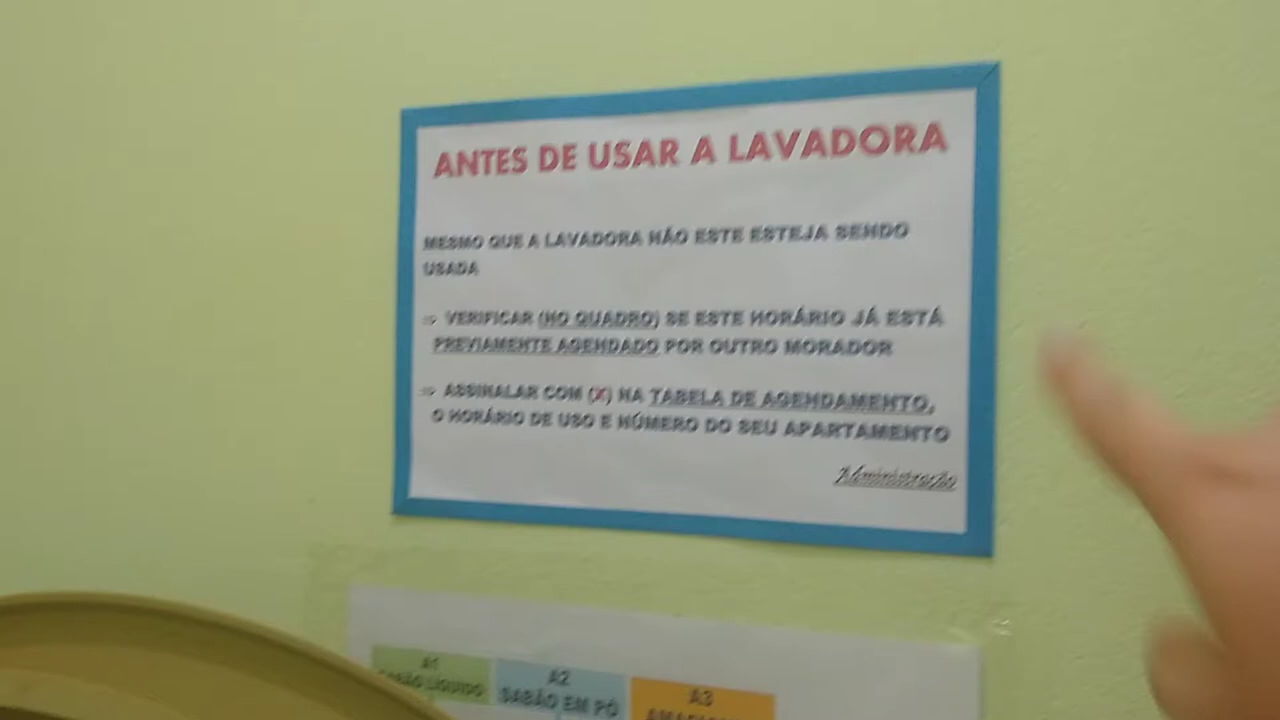 ANTES DE USAR A LAVADORA
MESMO QUE A LAVADORA NÃO ESTE ESTEJA SENDO
USADA
⇒ VERIFICAR (NO QUADRO) SE ESTE HORÁRIO JÁ ESTÁ
PREVIAMENTE AGENDADO POR OUTRO MORADOR
⇒ ASSINALAR COM (X) NA TABELA DE AGENDAMENTO,
O HORÁRIO DE USO E NÚMERO DO SEU APARTAMENTO
Administração
A1
SABÃO LIQUIDO
A2
SABÃO EM PÓ
A3